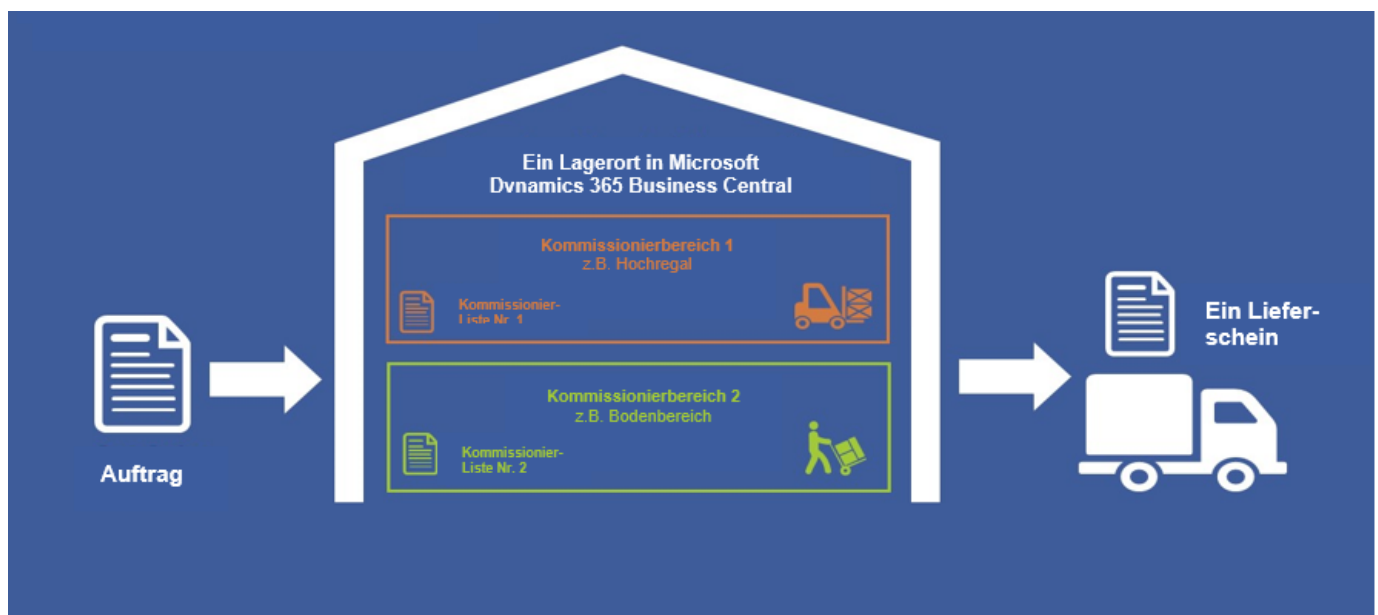 Ein Lagerort in Microsoft
Dvnamics 365 Business Central
Kommissionierbereich 1
z.B. Hochregal
Kommissionier-
Liste Nr. 1
Kommissionierbereich 2
z.B. Bodenbereich
Kommissionier-
Liste Nr. 2
Auftrag
Ein Liefer-
schein